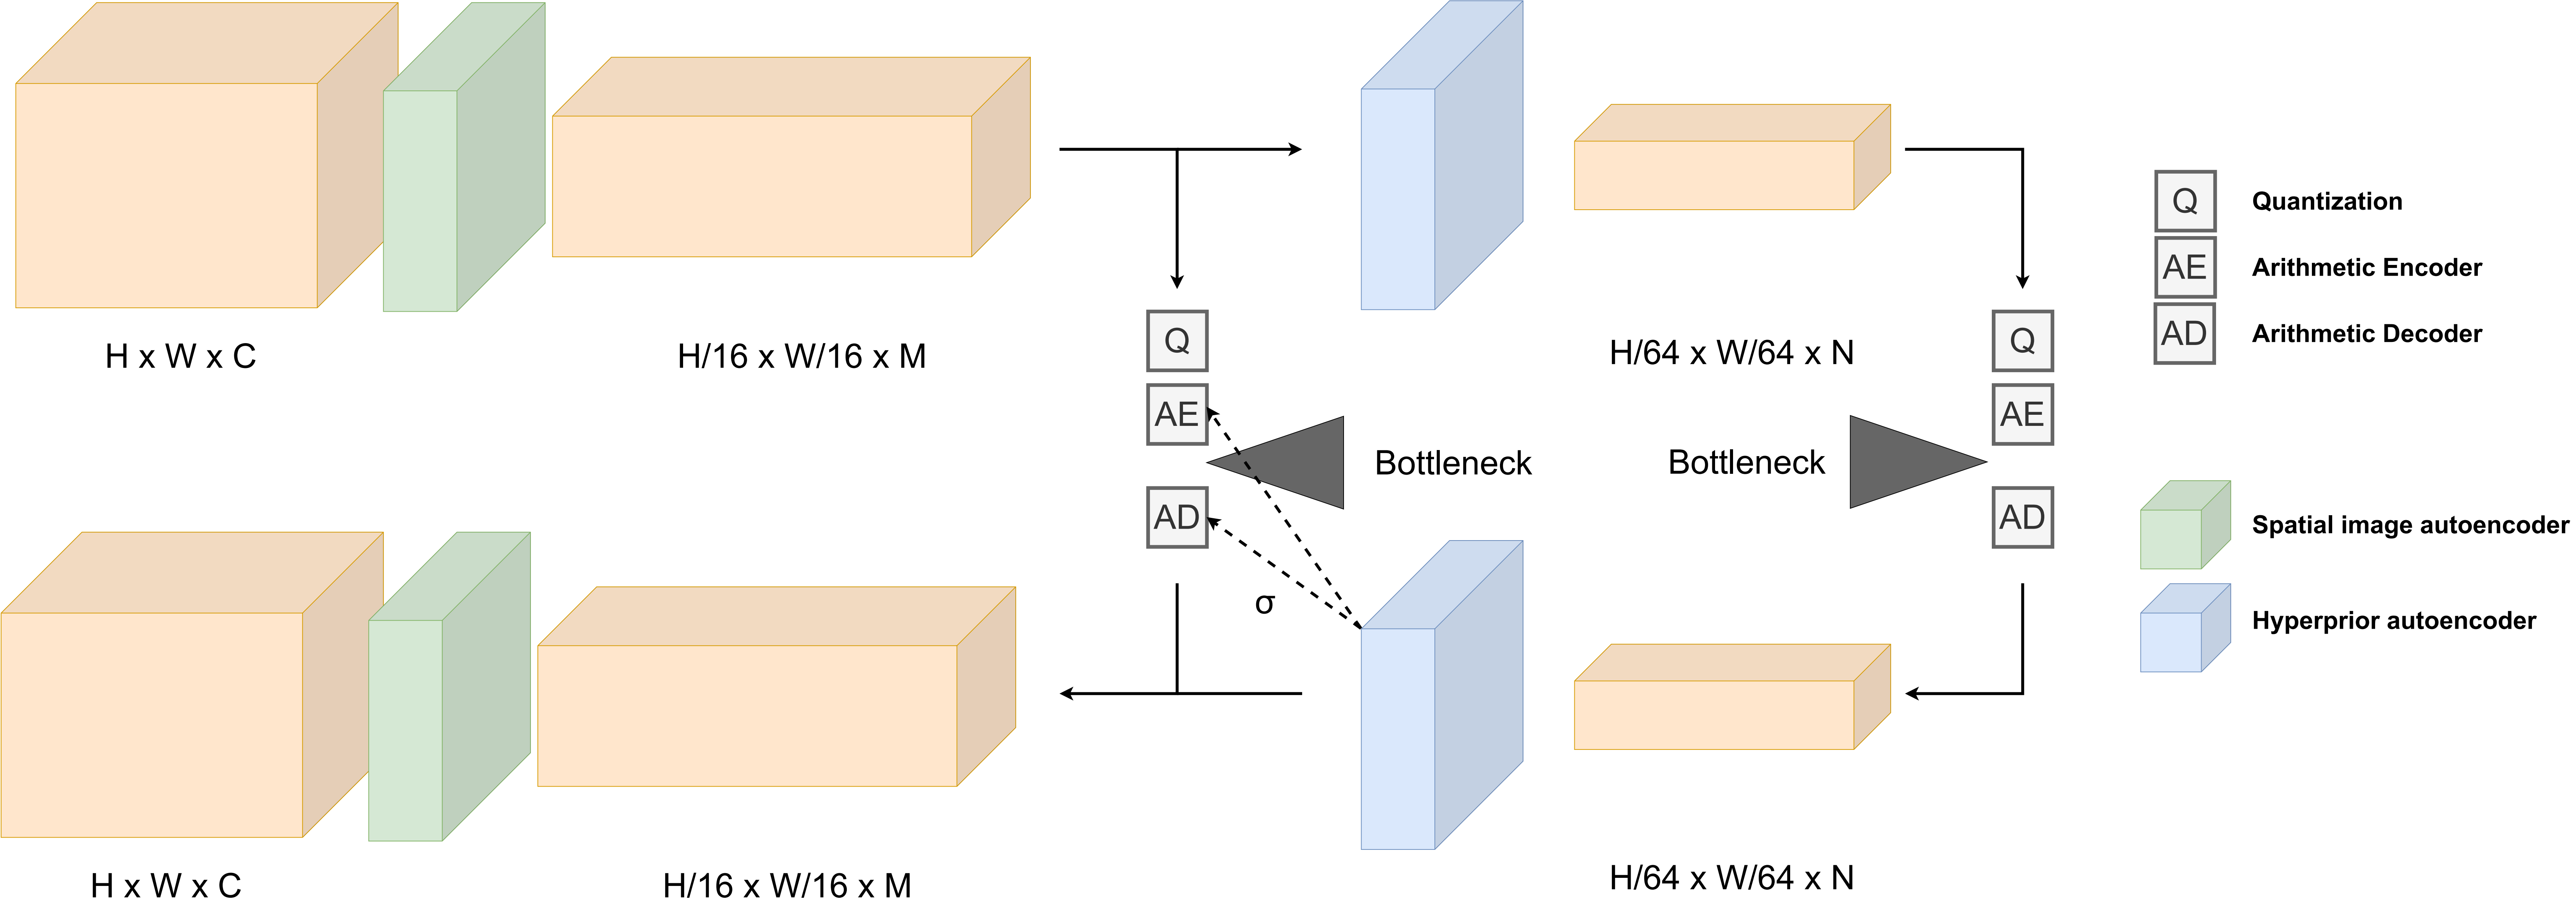 H x W x C
H/16 x W/16 x M
H/64 x W/64 x N
Q
AE
AD
Bottleneck
Bottleneck
Q
AE
AD
σ
H x W x C
H/16 x W/16 x M
H/64 x W/64 x N
Q Quantization
AE Arithmetic Encoder
AD Arithmetic Decoder
Spatial image autoencoder
Hyperprior autoencoder